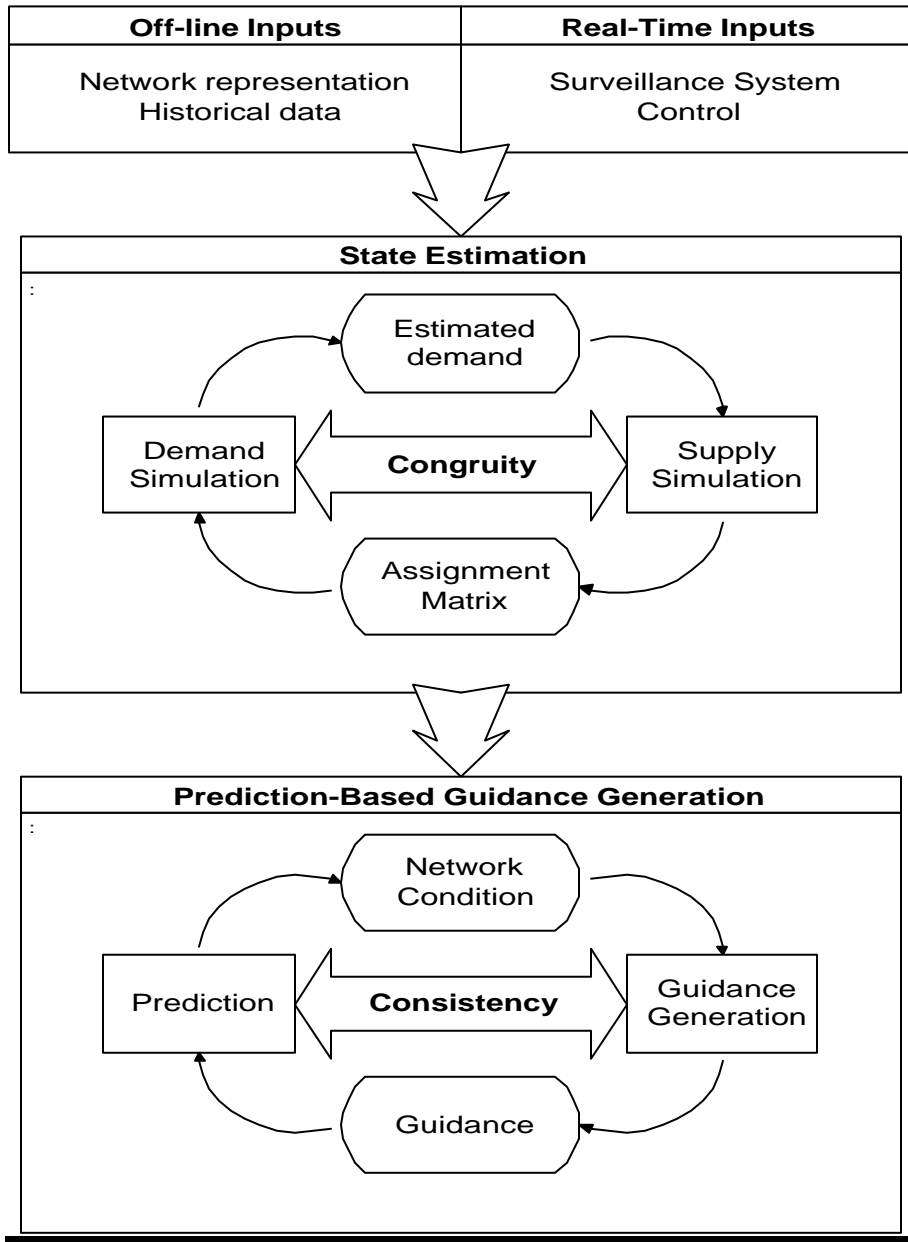 Off-line Inputs
Real-Time Inputs
Network representation
Historical data
Surveillance System
Control
State Estimation
:
Estimated
demand
Demand
Simulation
Congruity
Supply
Simulation
Assignment
Matrix
Prediction-Based Guidance Generation
:
Network
Condition
Prediction
Consistency
Guidance
Generation
Guidance